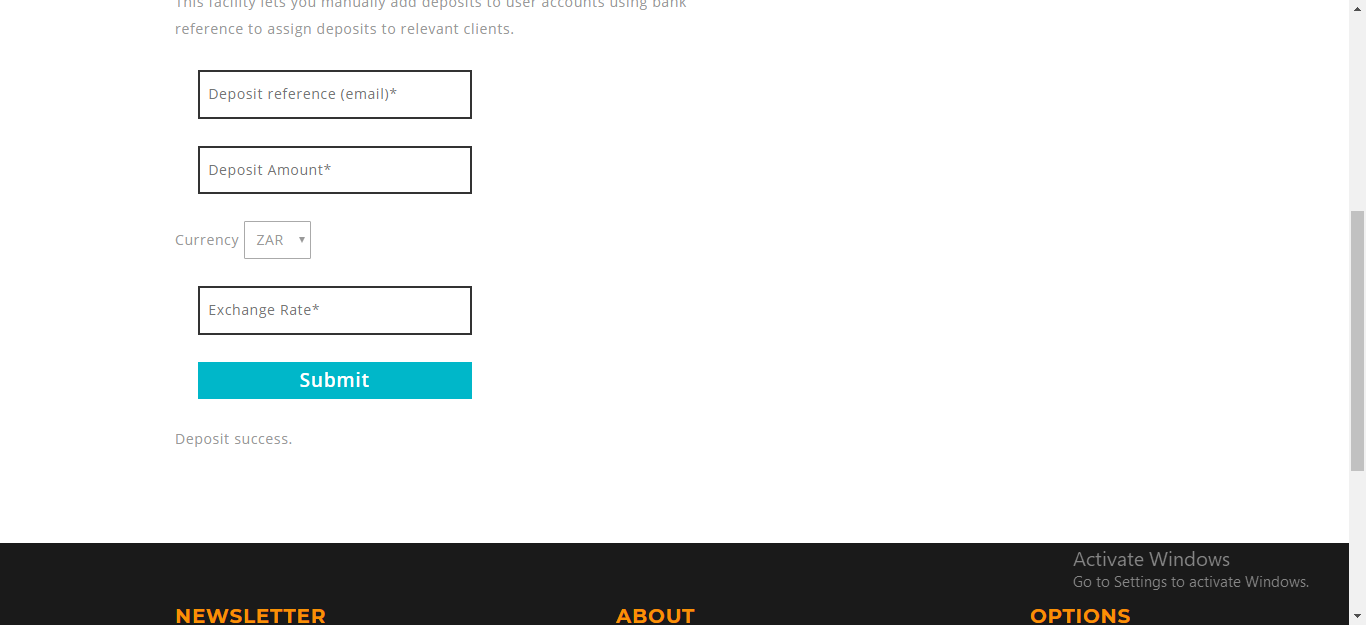 This facility lets you manually add deposits to user accounts using bank
reference to assign deposits to relevant clients.
Deposit reference (email)*
Deposit Amount*
Currency ZAR
Exchange Rate*
Submit
Deposit success.
Activate Windows
Go to Settings to activate Windows.
NEWSLETTER ABOUT OPTIONS